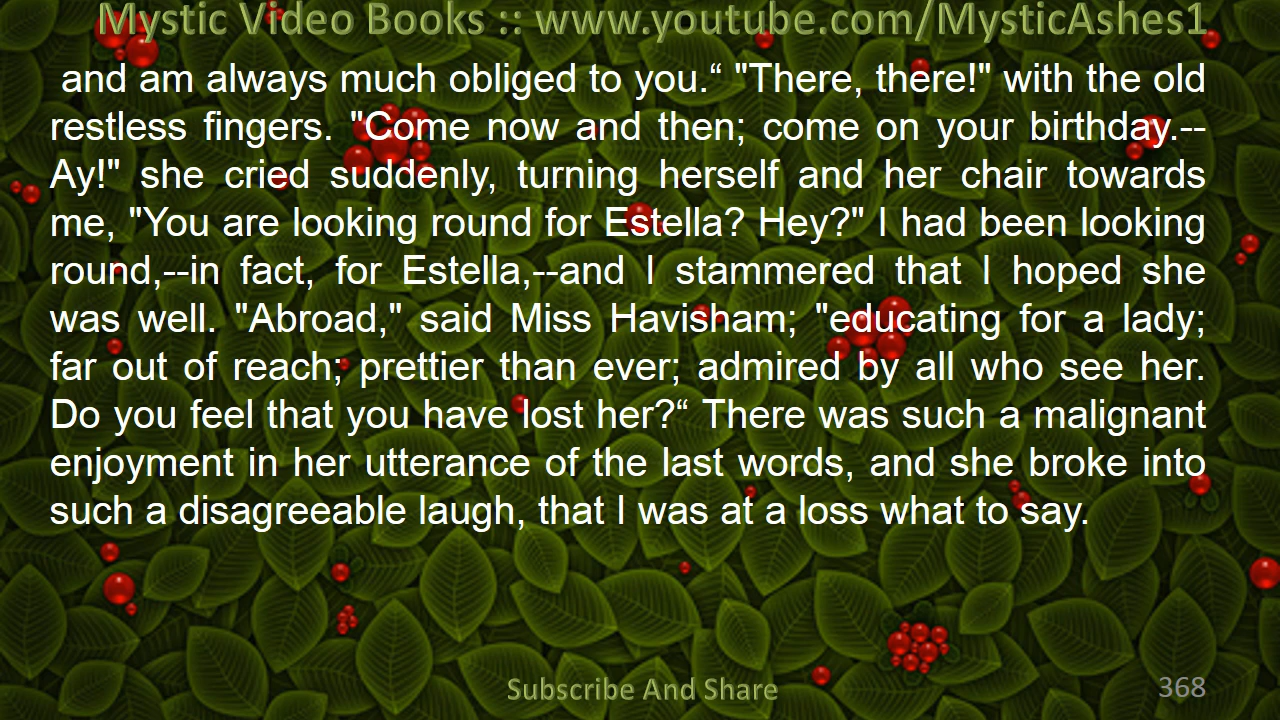 Mystic Video Books :: www.youtube.com/MysticAshes1
and am always much obliged to you.“ "There, there!" with the old
restless fingers. "Come now and then; come on your birthday.--
Ay!" she cried suddenly, turning herself and her chair towards
me, "You are looking round for Estella? Hey?" I had been looking
round,--in fact, for Estella,--and I stammered that I hoped she
was well. "Abroad," said Miss Havisham; "educating for a lady;
far out of reach; prettier than ever; admired by all who see her.
Do you feel that you have lost her?“ There was such a malignant
enjoyment in her utterance of the last words, and she broke into
such a disagreeable laugh, that I was at a loss what to say.
Subscribe And Share
368